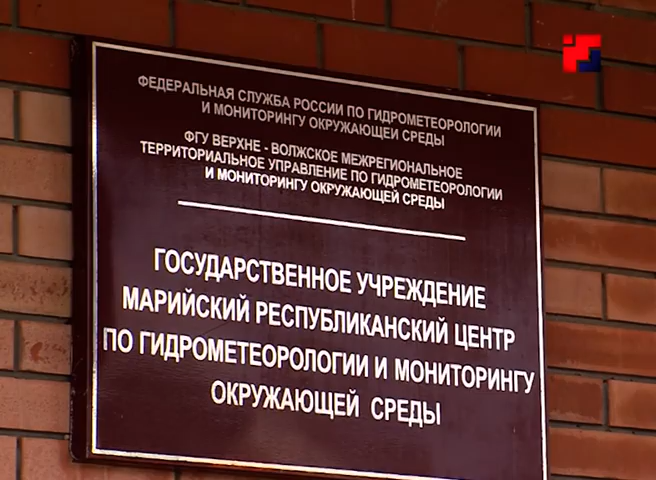 ФЕДЕРАЛЬНАЯ СЛУЖБА РОССИИ ПО ГИДРОМЕТЕОРОЛОГИИ
И МОНИТОРИНГУ ОКРУЖАЮЩЕЙ СРЕДЫ
ФГУ ВЕРХНЕ - ВОЛЖСКОЕ МЕЖРЕГИОНАЛЬНОЕ
ТЕРРИТОРИАЛЬНОЕ УПРАВЛЕНИЕ ПО ГИДРОМЕТЕОРОЛОГИИ
И МОНИТОРИНГУ ОКРУЖАЮЩЕЙ СРЕДЫ
ГОСУДАРСТВЕННОЕ УЧРЕЖДЕНИЕ
МАРИЙСКИЙ РЕСПУБЛИКАНСКИЙ ЦЕНТР
ПО ГИДРОМЕТЕОРОЛОГИИ И МОНИТОРИНГУ
ОКРУЖАЮЩЕЙ СРЕДЫ